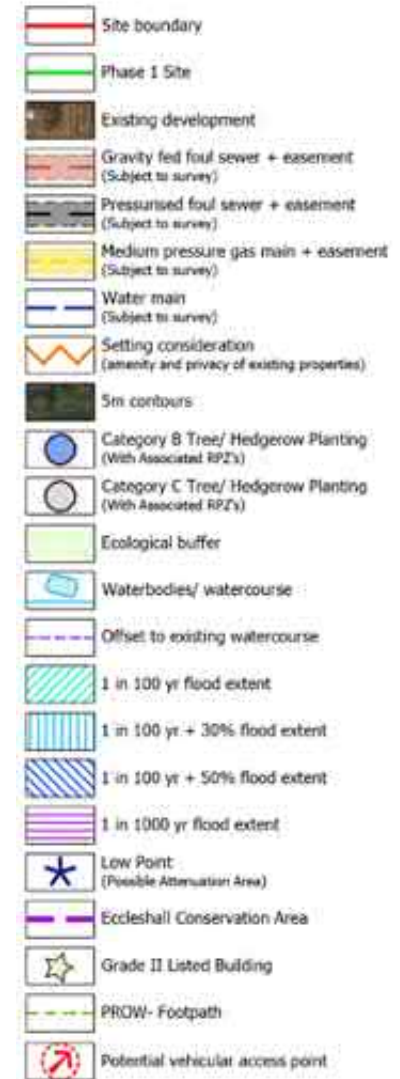 Site boundary
Phase 1 Site
Existing development
Gravity fed foul sewer + easement
(Subject to survey)
Pressurised foul sewer + easement
(Subject to survey)
Medium pressure gas main + easement
(Subject to survey)
Water main
(Subject to survey)
Setting consideration
(amenity and privacy of existing properties)
5m contours
Category B Tree/ Hedgerow Planting
(With Associated RPZ's)
Category C Tree/ Hedgerow Planting
(With Associated RPZ's)
Ecological buffer
Waterbodies/ watercourse
Offset to existing watercourse
1 in 100 yr flood extent
1 in 100 yr + 30% flood extent
1 in 100 yr + 50% flood extent
1 in 1000 yr flood extent
Low Point
(Possible Attenuation Area)
Eccleshall Conservation Area
Grade II Listed Building
PROW- Footpath
Potential vehicular access point